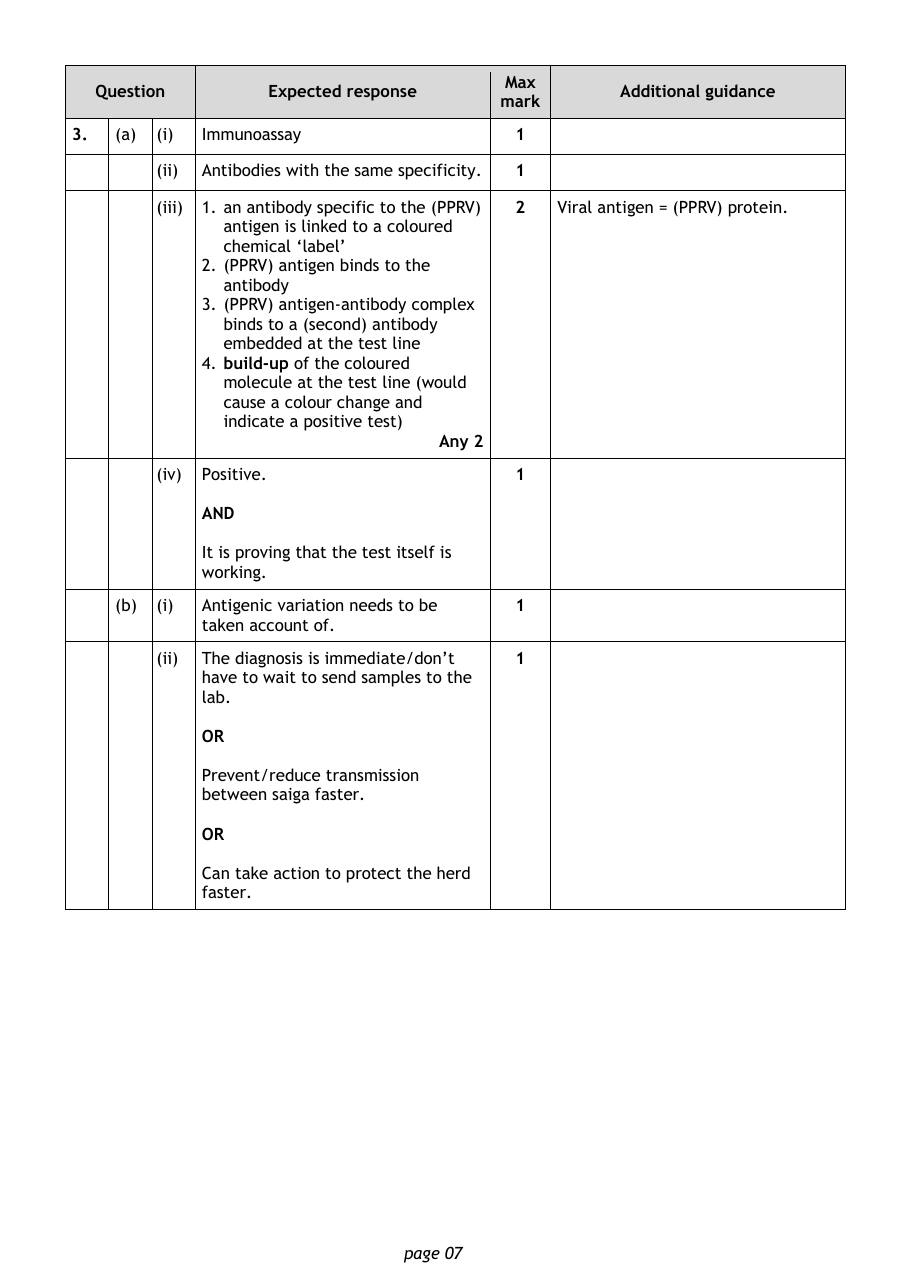 Question Expected response Max mark Additional guidance
3. (a) (i) Immunoassay 1
(ii) Antibodies with the same specificity. 1
(iii) 1. an antibody specific to the (PPRV) 2 Viral antigen = (PPRV) protein.
antigen is linked to a coloured
chemical ‘label’
2. (PPRV) antigen binds to the
antibody
3. (PPRV) antigen-antibody complex
binds to a (second) antibody
embedded at the test line
4. build-up of the coloured
molecule at the test line (would
cause a colour change and
indicate a positive test)
Any 2
(iv) Positive. 1
AND
It is proving that the test itself is
working.
(b) (i) Antigenic variation needs to be 1
taken account of.
(ii) The diagnosis is immediate/don’t 1
have to wait to send samples to the
lab.
OR
Prevent/reduce transmission
between saiga faster.
OR
Can take action to protect the herd
faster.
page 07